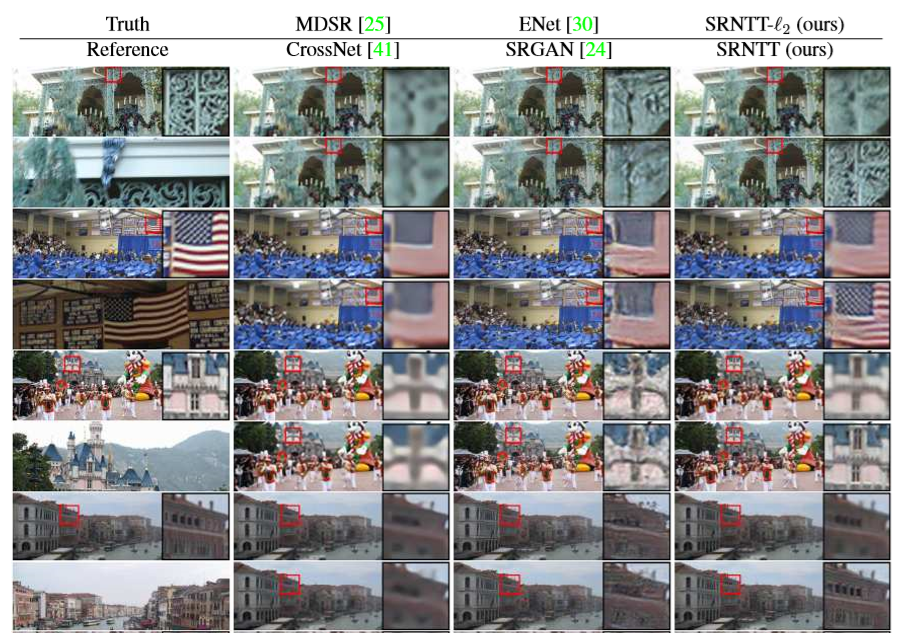 Truth MDSR [25] ENet [30] SRNTT-ℓ₂ (ours)
Reference CrossNet [41] SRGAN [24] SRNTT (ours)